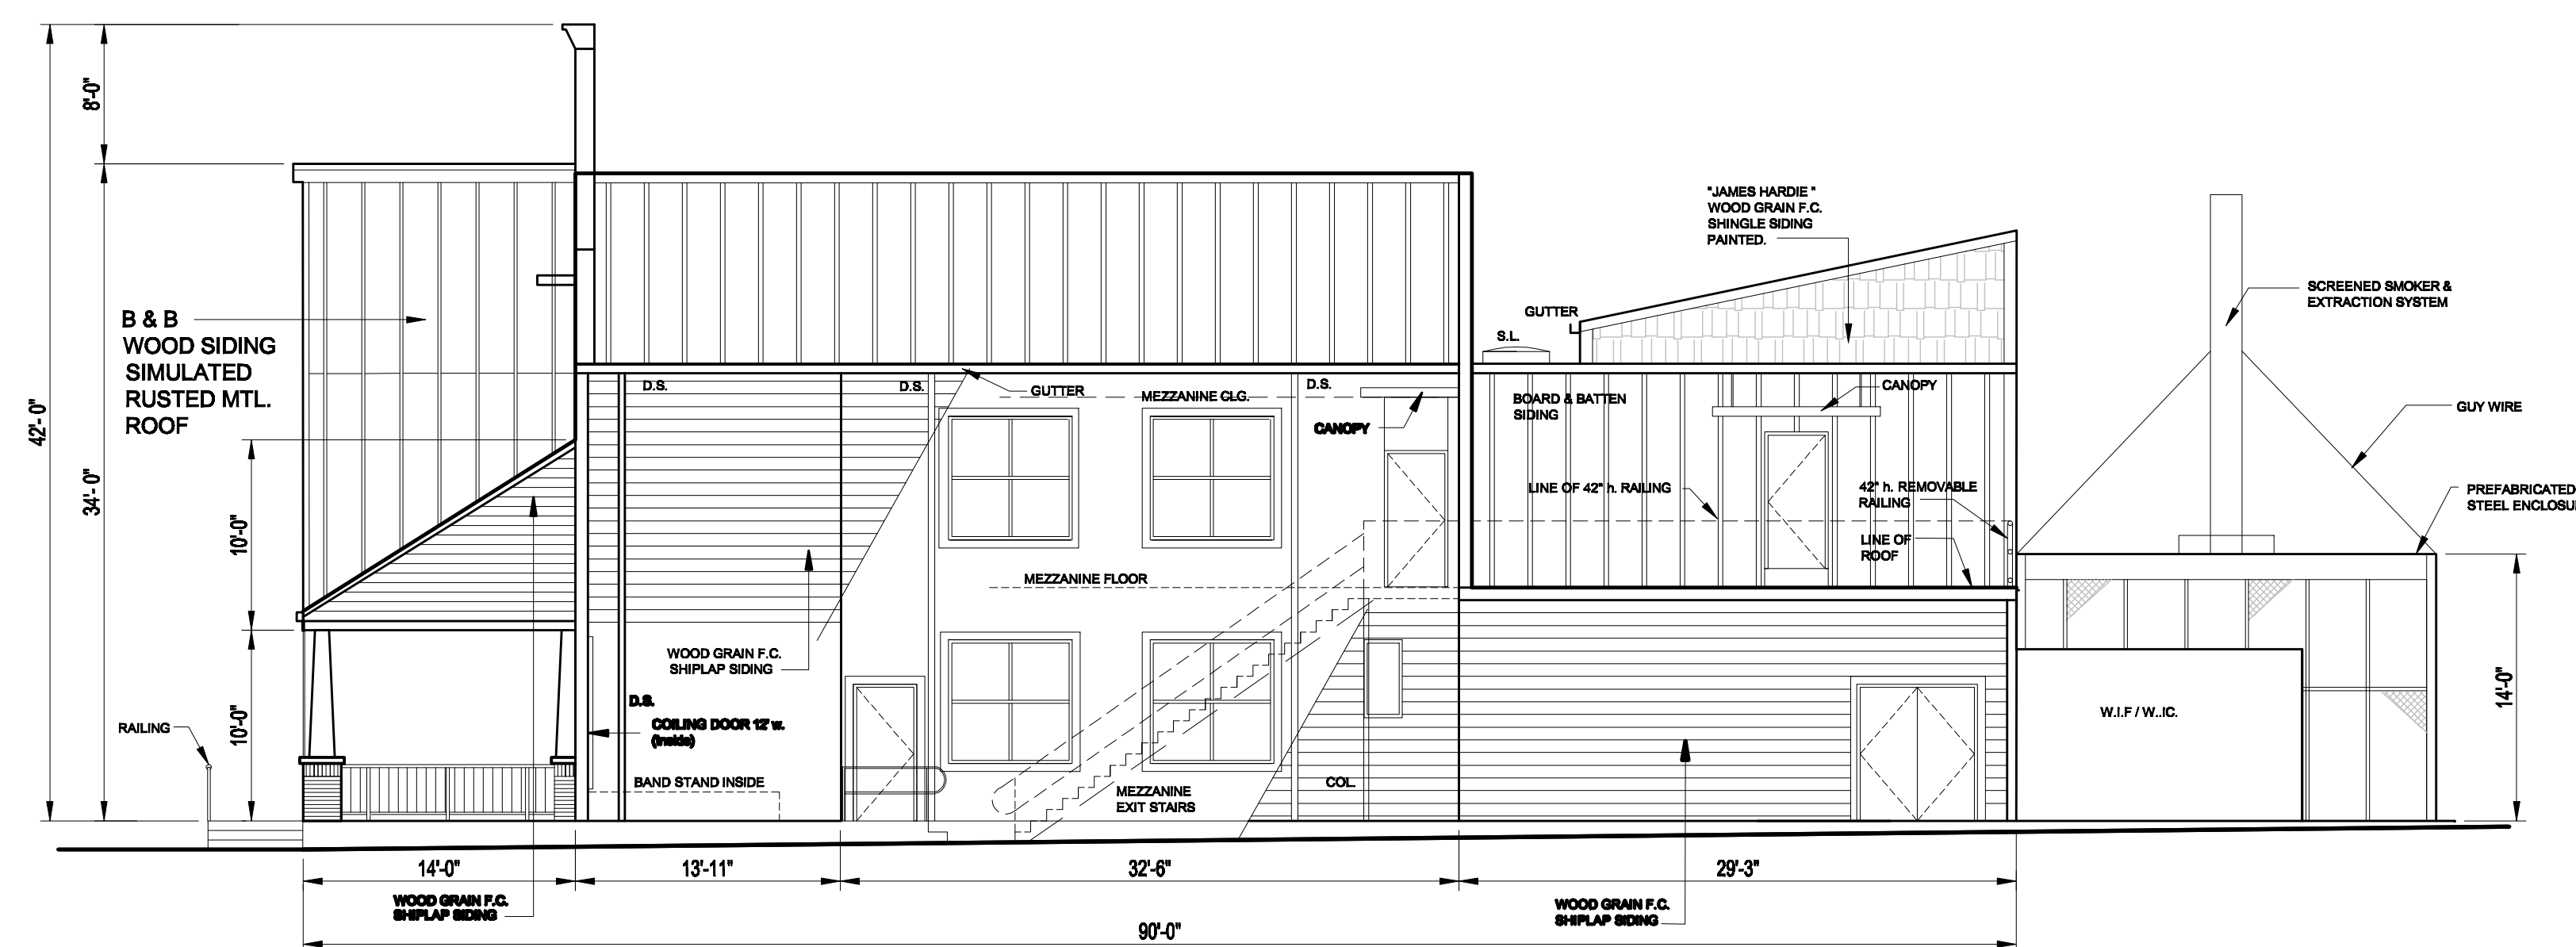 8'-0"
42'- 0"
34'- 0"
10'-0"
10'-0"
B & B
WOOD SIDING
SIMULATED
RUSTED MTL.
ROOF
RAILING
D.S.
D.S.
GUTTER
MEZZANINE CLG.
D.S.
CANOPY
MEZZANINE FLOOR
WOOD GRAIN F.C.
SHIPLAP SIDING
D.S.
COILING DOOR 12' w.
(Inside)
BAND STAND INSIDE
MEZZANINE
EXIT STAIRS
COL.
"JAMES HARDIE "
WOOD GRAIN F.C.
SHINGLE SIDING
PAINTED.
GUTTER
S.L.
BOARD & BATTEN
SIDING
CANOPY
LINE OF 42" h. RAILING
42" h. REMOVABLE
RAILING
LINE OF
ROOF
SCREENED SMOKER &
EXTRACTION SYSTEM
GUY WIRE
PREFABRICATED
STEEL ENCLOSU
W.I.F / W..IC.
14'-0"
14'-0"
13'-11"
32'-6"
29'-3"
WOOD GRAIN F.C.
SHIPLAP SIDING
WOOD GRAIN F.C.
SHIPLAP SIDING
90'-0"